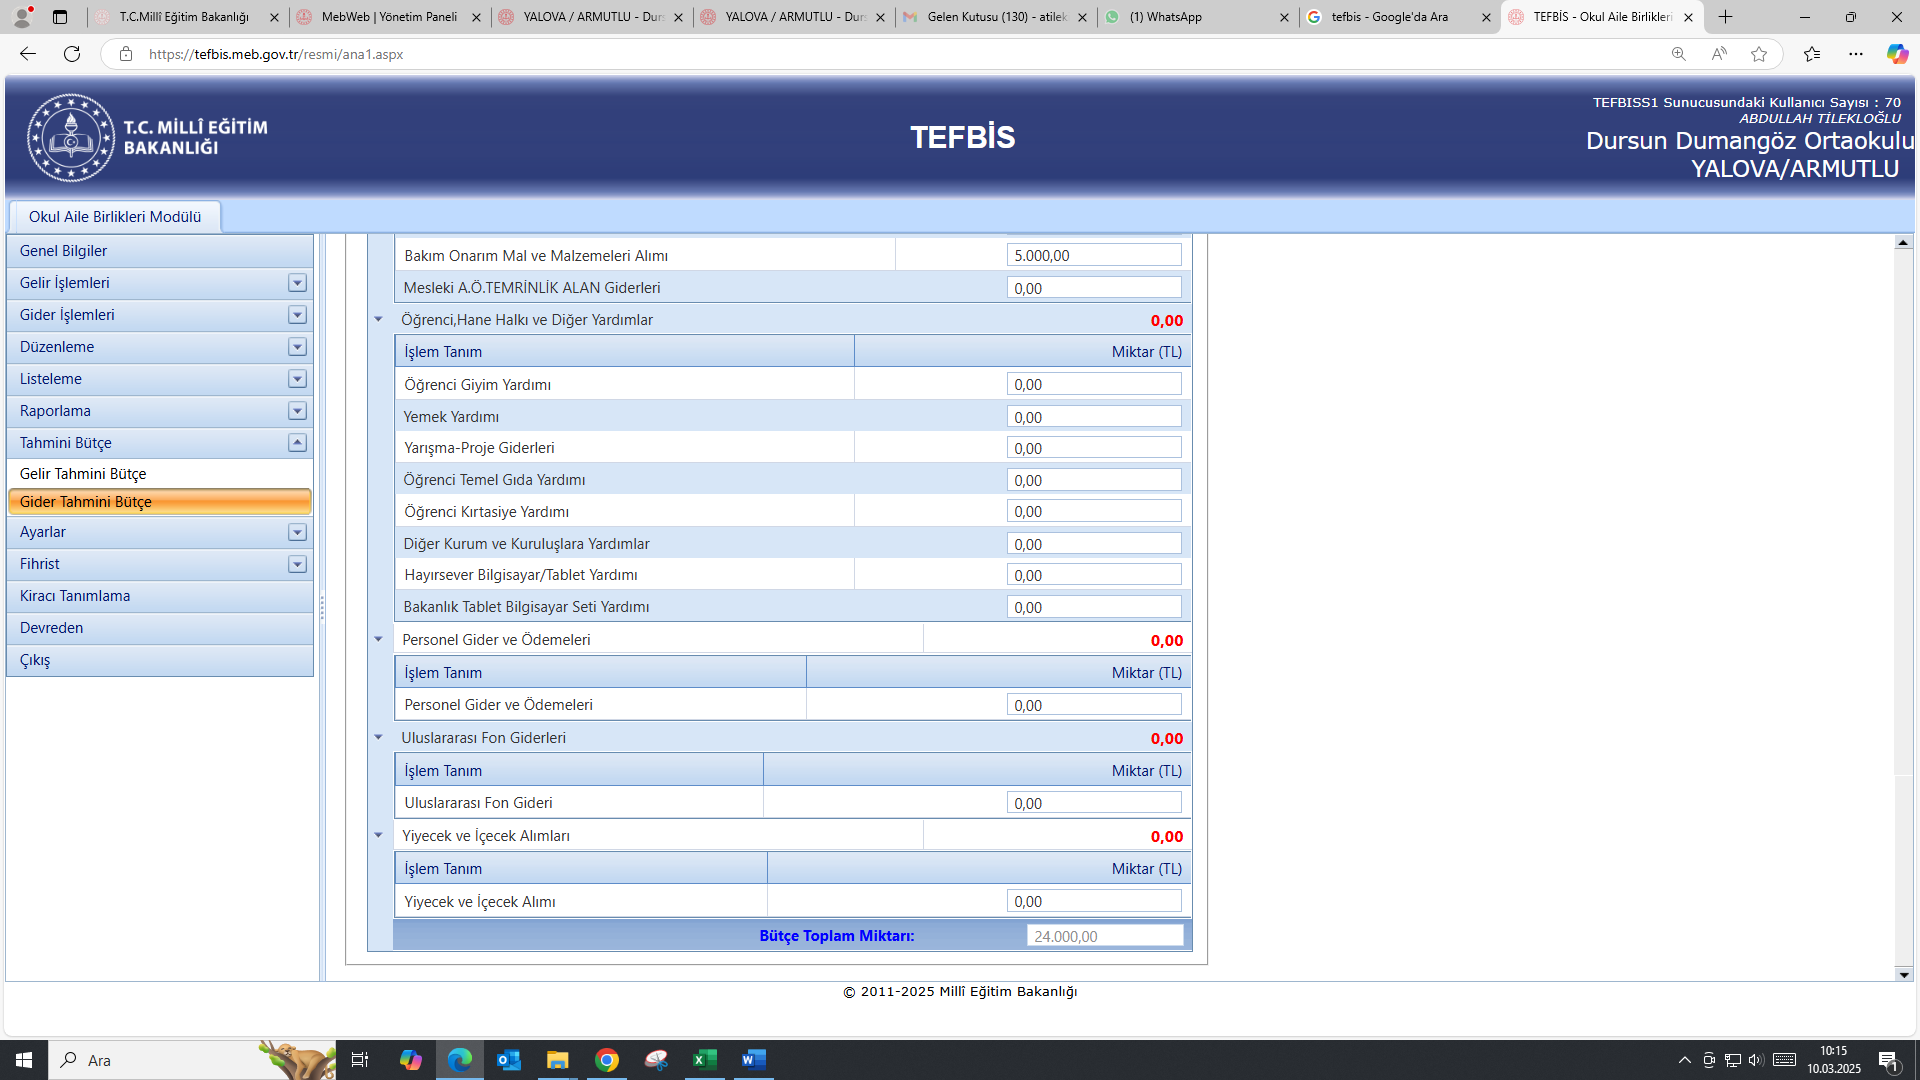 T.C.Millî Eğitim Bakanlığı
MebWeb | Yönetim Paneli
YALOVA / ARMUTLU - Durs
YALOVA / ARMUTLU - Durs
Gelen Kutusu (130) - atilek
(1) WhatsApp
tefbis - Google'da Ara
TEFBİS - Okul Aile Birlikleri
https://tefbis.meb.gov.tr/resmi/ana1.aspx
T.C. MİLLÎ EĞİTİM
BAKANLIĞI
TEFBİS
TEFBISS1 Sunucusundaki Kullanıcı Sayısı : 70
ABDULLAH TİLEKLOĞLU
Dursun Dumangöz Ortaokulu
YALOVA/ARMUTLU
Okul Aile Birlikleri Modülü
Genel Bilgiler
Gelir İşlemleri
Gider İşlemleri
Düzenleme
Listeleme
Raporlama
Tahmini Bütçe
Gelir Tahmini Bütçe
Gider Tahmini Bütçe
Ayarlar
Fihrist
Kiracı Tanımlama
Devreden
Çıkış
Bakım Onarım Mal ve Malzemeleri Alımı 5.000,00
Mesleki A.Ö.TEMRİNLİK ALAN Giderleri 0,00
Öğrenci,Hane Halkı ve Diğer Yardımlar 0,00
İşlem Tanım Miktar (TL)
Öğrenci Giyim Yardımı 0,00
Yemek Yardımı 0,00
Yarışma-Proje Giderleri 0,00
Öğrenci Temel Gıda Yardımı 0,00
Öğrenci Kırtasiye Yardımı 0,00
Diğer Kurum ve Kuruluşlara Yardımlar 0,00
Hayırsever Bilgisayar/Tablet Yardımı 0,00
Bakanlık Tablet Bilgisayar Seti Yardımı 0,00
Personel Gider ve Ödemeleri 0,00
İşlem Tanım Miktar (TL)
Personel Gider ve Ödemeleri 0,00
Uluslararası Fon Giderleri 0,00
İşlem Tanım Miktar (TL)
Uluslararası Fon Gideri 0,00
Yiyecek ve İçecek Alımları 0,00
İşlem Tanım Miktar (TL)
Yiyecek ve İçecek Alımı 0,00
Bütçe Toplam Miktarı: 24.000,00
© 2011-2025 Millî Eğitim Bakanlığı
Ara
10:15
10.03.2025
1